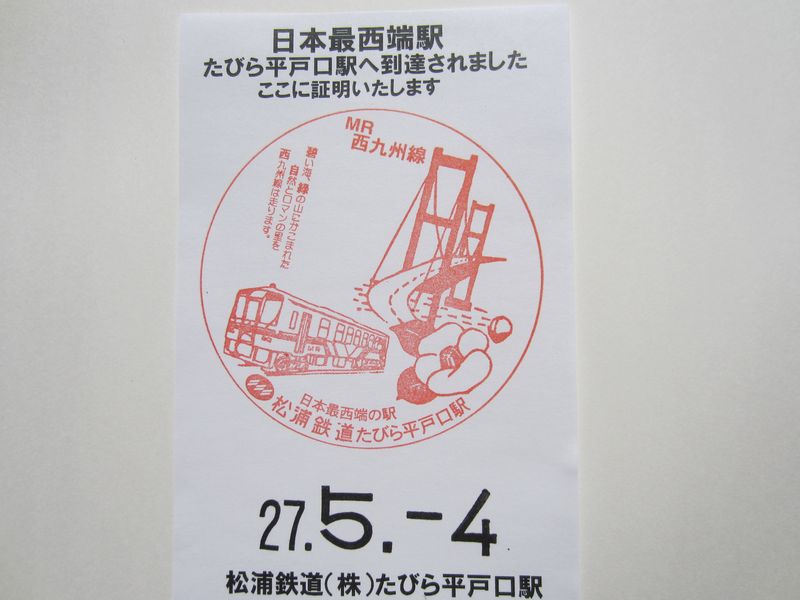 日本最西端駅
たびら平戸口駅へ到達されました
ここに証明いたします
MR
西九州線
碧い海、緑の山にかこまれた
自然とロマンの里を
西九州線は走ります。
MR
日本最西端の駅
松浦鉄道たびら平戸口駅
27.5.-4
松浦鉄道(株)たびら平戸口駅